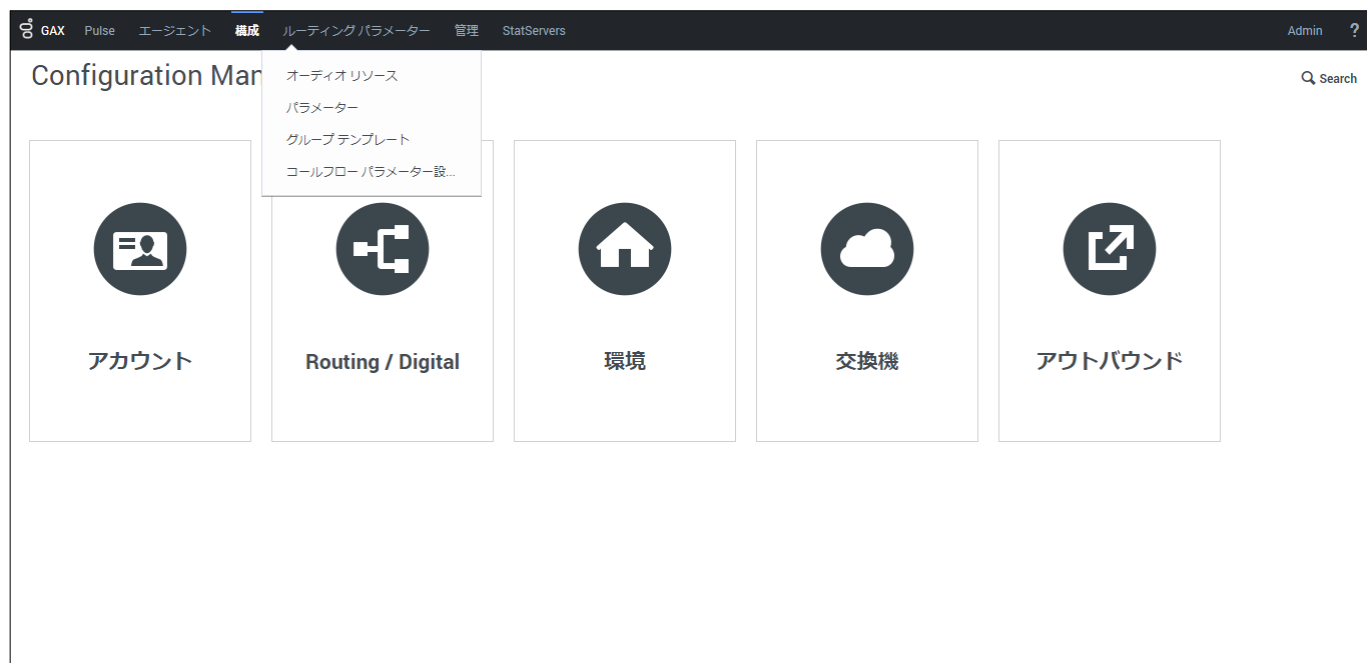 GAX Pulse エージェント 構成 ルーティング パラメーター 管理 StatServers Admin ?
Configuration Man
Search
オーディオ リソース
パラメーター
グループ テンプレート
コールフロー パラメーター設...
アカウント
Routing / Digital
環境
交換機
アウトバウンド